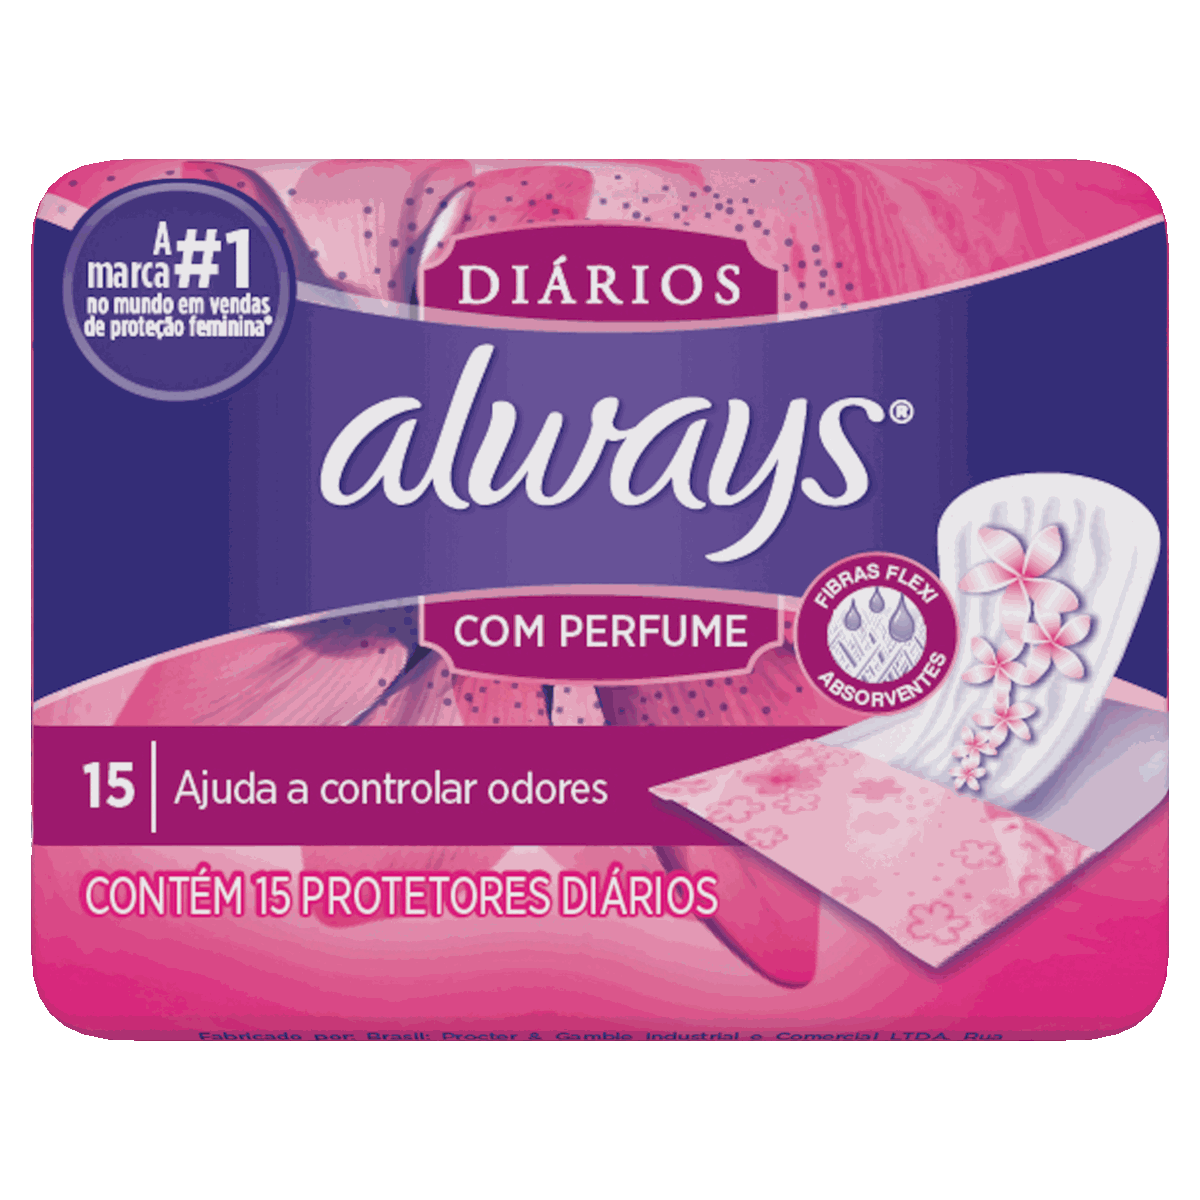 A
marca #1
no mundo em vendas
de proteção feminina*
DIÁRIOS
always®
COM PERFUME
FIBRAS FLEXI
ABSORVENTES
15 Ajuda a controlar odores
CONTÉM 15 PROTETORES DIÁRIOS
Fabricado por: Brasil: Procter & Gamble Industrial e Comercial LTDA. Rua